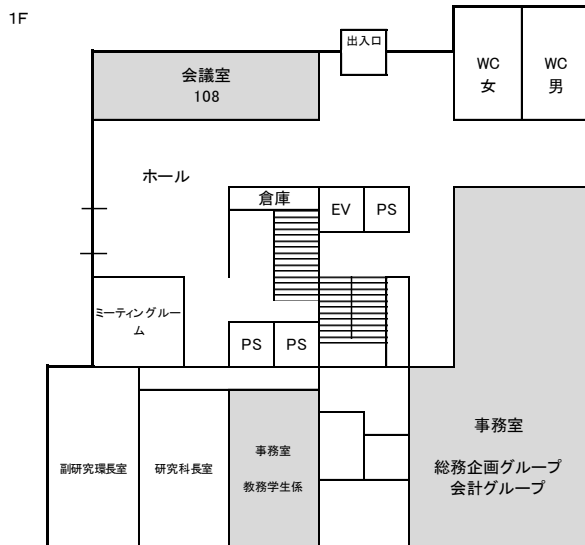 1F
出入口
会議室
108
WC
女
WC
男
ホール
倉庫
EV
PS
ミーティングルー
ム
PS
PS
副研究環長室
研究科長室
事務室
教務学生係
事務室
総務企画グループ
会計グループ